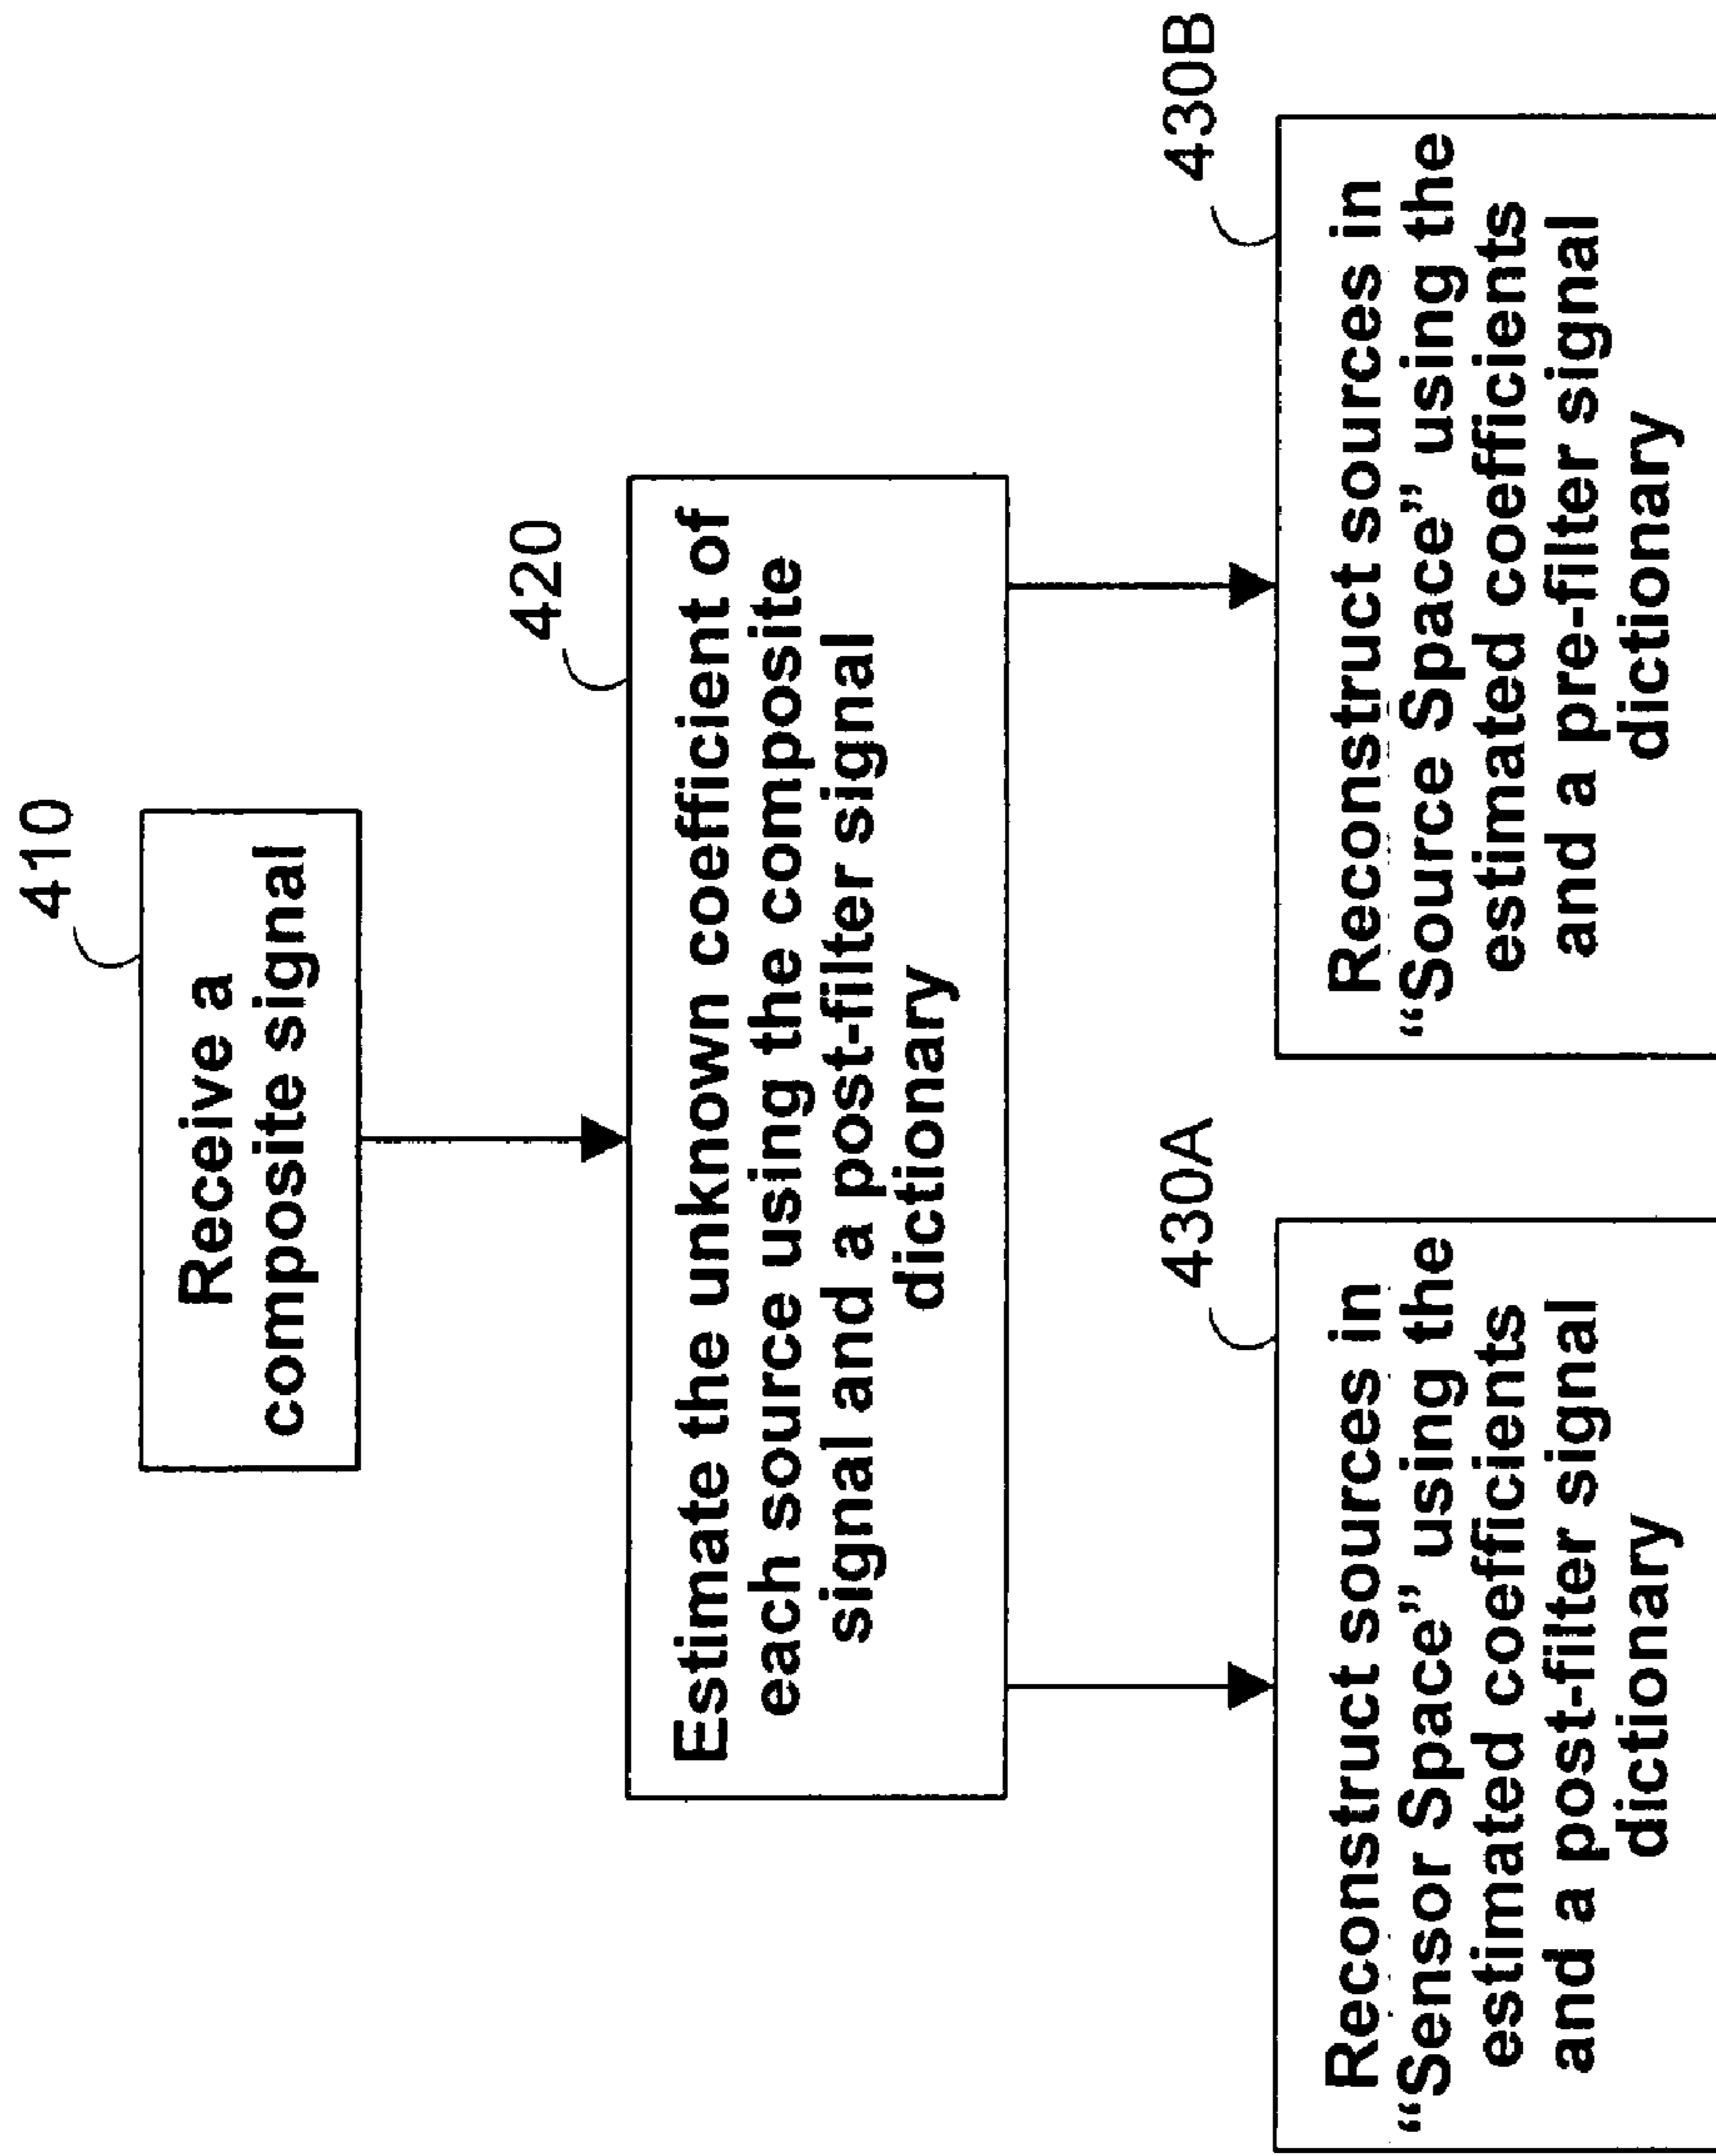 410
Receive a
composite signal
420
Estimate the unknown coefficient of
each source using the composite
signal and a post-filter signal
dictionary
430A
Reconstruct sources in
“Sensor Space” using the
estimated coefficients
and a post-filter signal
dictionary
430B
Reconstruct sources in
“Source Space” using the
estimated coefficients
and a pre-filter signal
dictionary